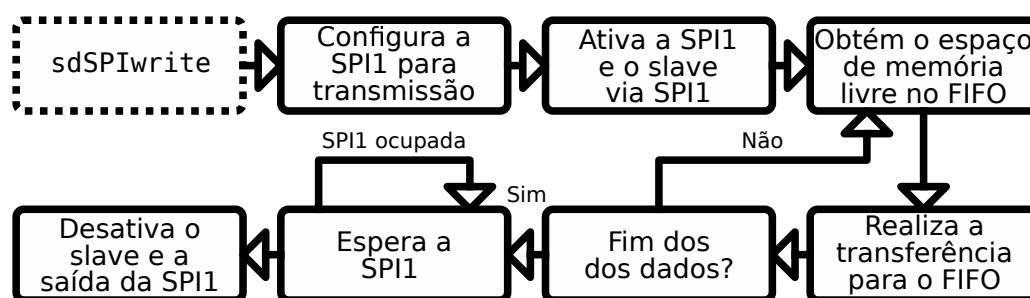 sdSPIwrite
Configura a
SPI1 para
transmissão
Ativa a SPI1
e o slave
via SPI1
Obtém o espaço
de memória
livre no FIFO
SPI1 ocupada
Não
Sim
Desativa o
slave e a
saída da SPI1
Espera a
SPI1
Fim dos
dos dados?
Realiza a
transferência
para o FIFO